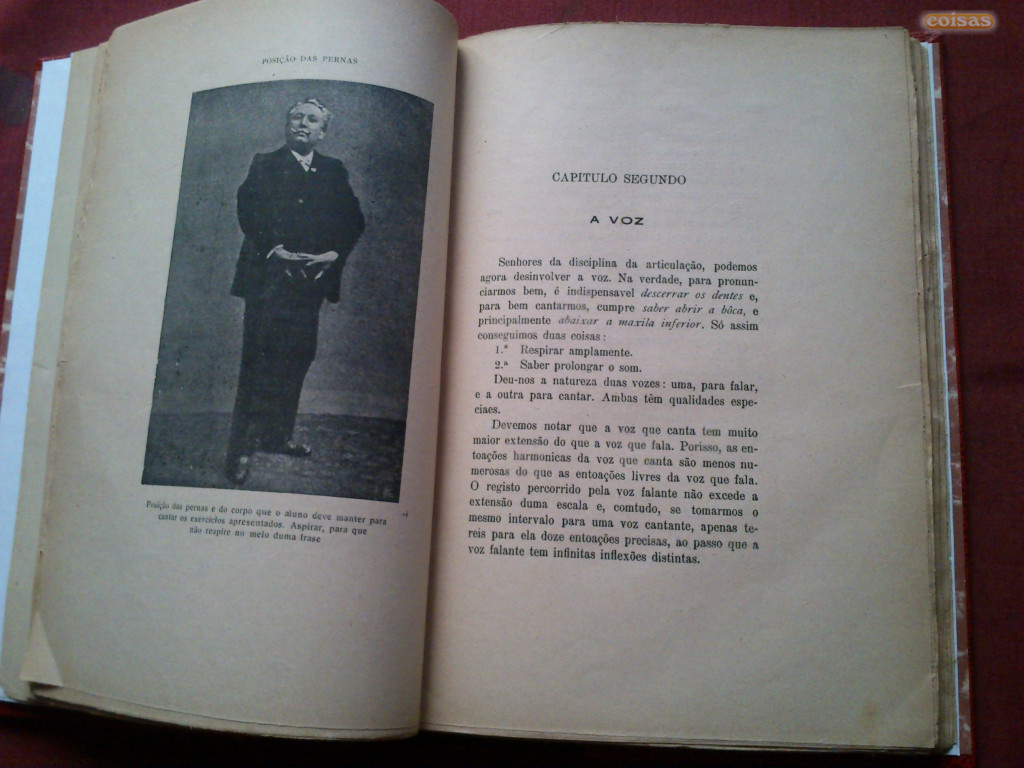 coisas
POSIÇÃO DAS PERNAS
Posição das pernas e do corpo que o aluno deve manter para
cantar os exercícios apresentados. Aspirar, para que
não respire no meio duma frase
CAPITULO SEGUNDO
A VOZ
Senhores da disciplina da articulação, podemos
agora desinvolver a voz. Na verdade, para pronun-
ciarmos bem, é indispensavel descerrar os dentes e,
para bem cantarmos, cumpre saber abrir a bôca, e
principalmente abaixar a maxila inferior. Só assim
conseguimos duas coisas:
1.ª Respirar amplamente.
2.ª Saber prolongar o som.
Deu-nos a natureza duas vozes: uma, para falar,
e a outra para cantar. Ambas têm qualidades espe-
ciaes.
Devemos notar que a voz que canta tem muito
maior extensão do que a voz que fala. Porisso, as en-
toações harmonicas da voz que canta são menos nu-
merosas do que as entoações livres da voz que fala.
O registo percorrido pela voz falante não excede a
extensão duma escala e, comtudo, se tomarmos o
mesmo intervalo para uma voz cantante, apenas te-
reis para ela doze entoações precisas, ao passo que a
voz falante tem infinitas inflexões distintas.